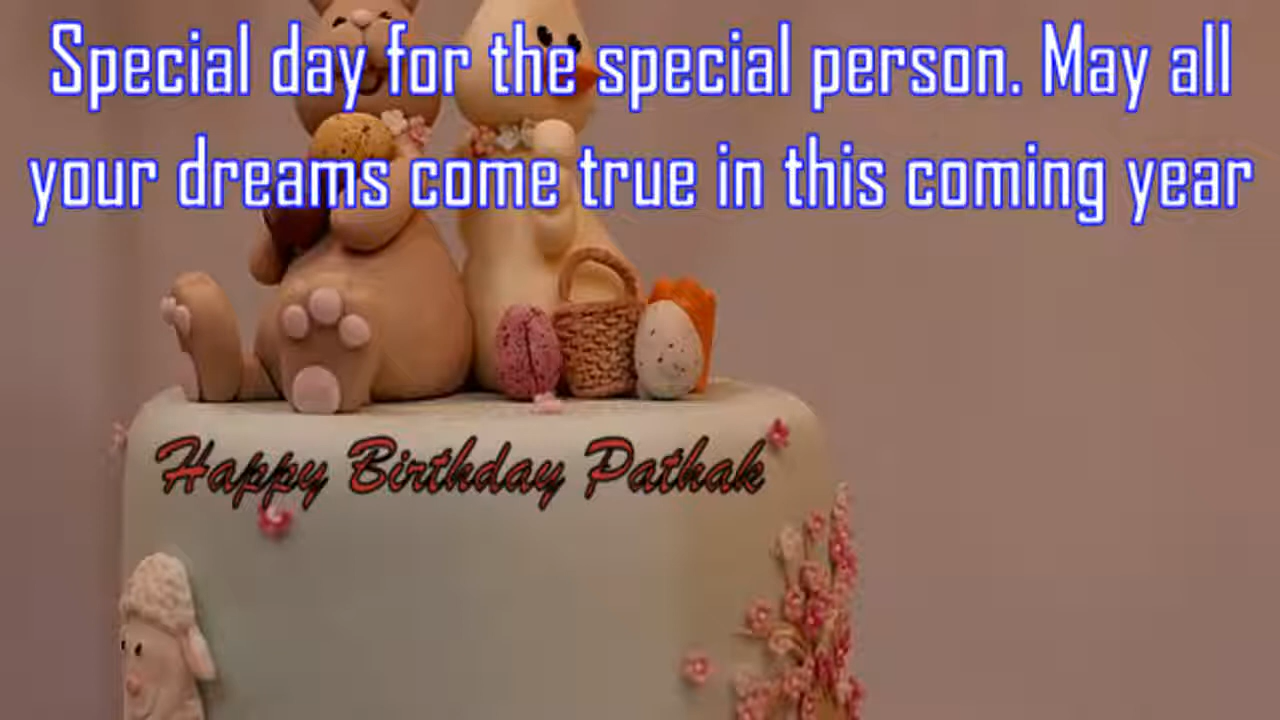 Special day for the special person. May all
your dreams come true in this coming year
Happy Birthday Pathak